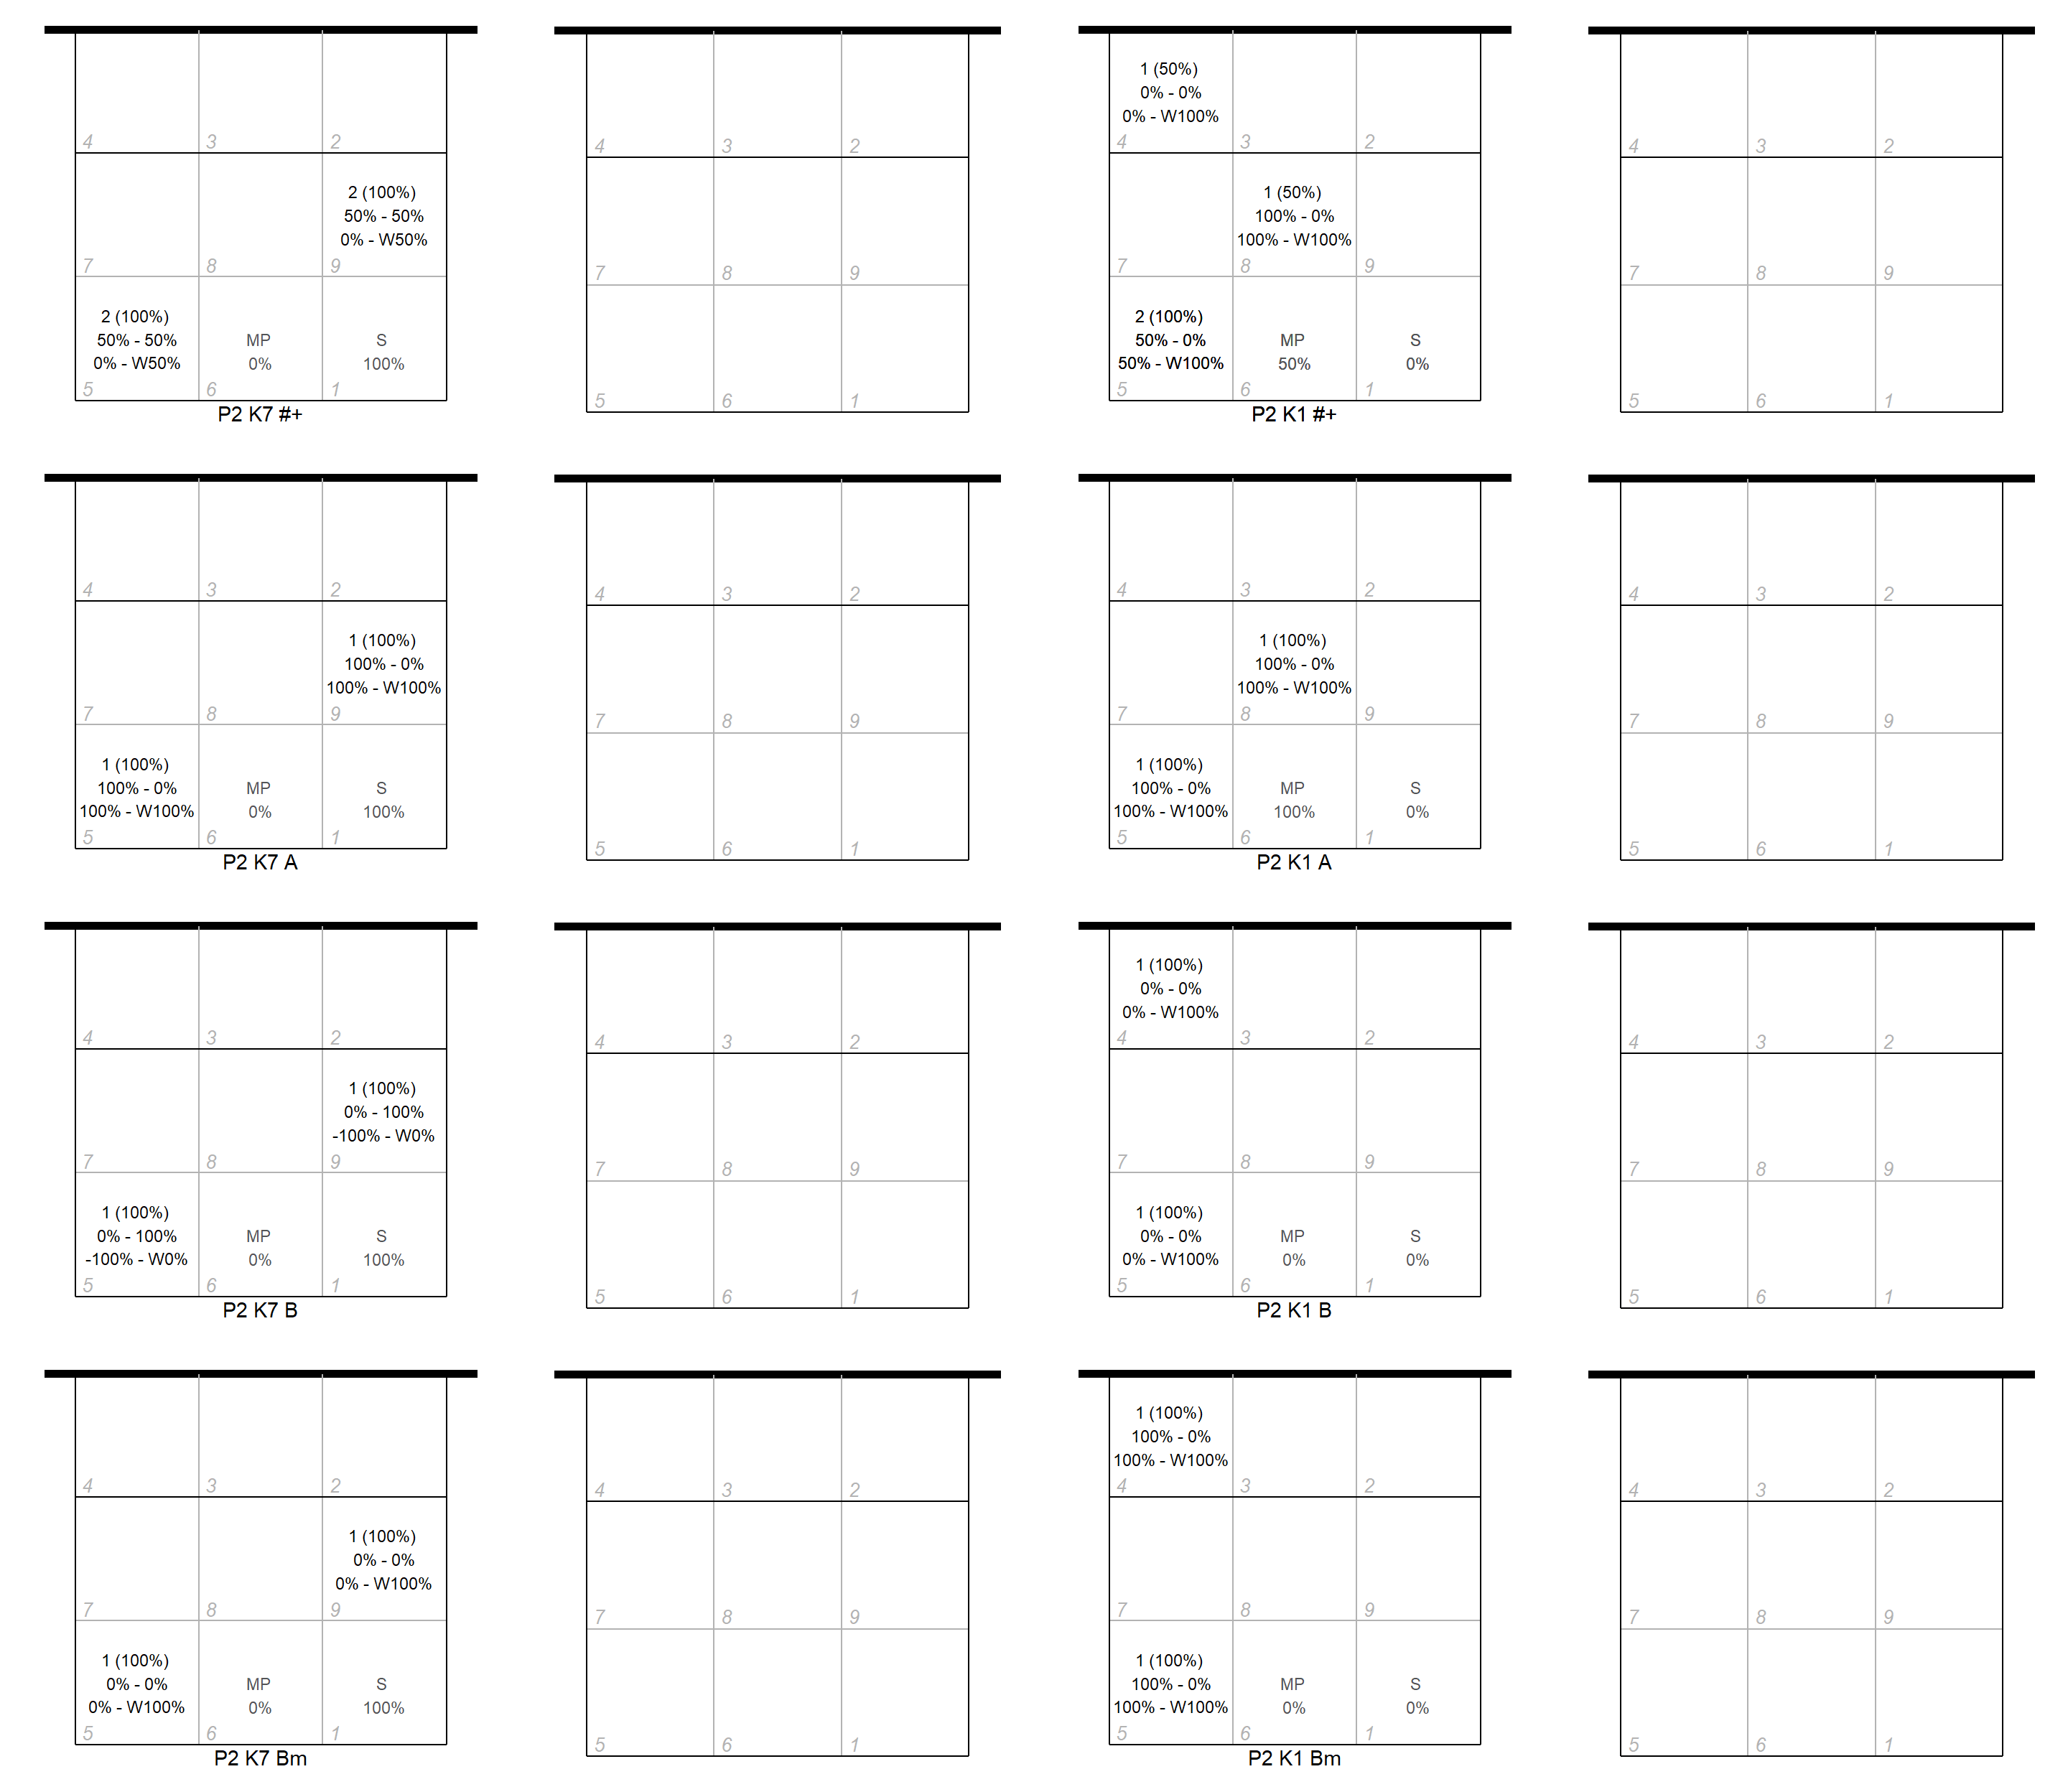 4 3 2
2 (100%)
50% - 50%
0% - W50%
7 8 9
2 (100%)
50% - 50%
0% - W50%
MP
0%
S
100%
5 6 1
P2 K7 #+
4 3 2
7 8 9
5 6 1
1 (50%)
0% - 0%
0% - W100%
4 3 2
1 (50%)
100% - 0%
100% - W100%
7 8 9
2 (100%)
50% - 0%
50% - W100%
MP
50%
S
0%
5 6 1
P2 K1 #+
4 3 2
7 8 9
5 6 1
4 3 2
1 (100%)
100% - 0%
100% - W100%
7 8 9
1 (100%)
100% - 0%
100% - W100%
MP
0%
S
100%
5 6 1
P2 K7 A
4 3 2
7 8 9
5 6 1
4 3 2
1 (100%)
100% - 0%
100% - W100%
7 8 9
1 (100%)
100% - 0%
100% - W100%
MP
100%
S
0%
5 6 1
P2 K1 A
4 3 2
7 8 9
5 6 1
4 3 2
1 (100%)
0% - 100%
-100% - W0%
7 8 9
1 (100%)
0% - 100%
-100% - W0%
MP
0%
S
100%
5 6 1
P2 K7 B
4 3 2
7 8 9
5 6 1
1 (100%)
0% - 0%
0% - W100%
4 3 2
7 8 9
1 (100%)
0% - 0%
0% - W100%
MP
0%
S
0%
5 6 1
P2 K1 B
4 3 2
7 8 9
5 6 1
4 3 2
1 (100%)
0% - 0%
0% - W100%
7 8 9
1 (100%)
0% - 0%
0% - W100%
MP
0%
S
100%
5 6 1
P2 K7 Bm
4 3 2
7 8 9
5 6 1
1 (100%)
100% - 0%
100% - W100%
4 3 2
7 8 9
1 (100%)
100% - 0%
100% - W100%
MP
0%
S
0%
5 6 1
P2 K1 Bm
4 3 2
7 8 9
5 6 1